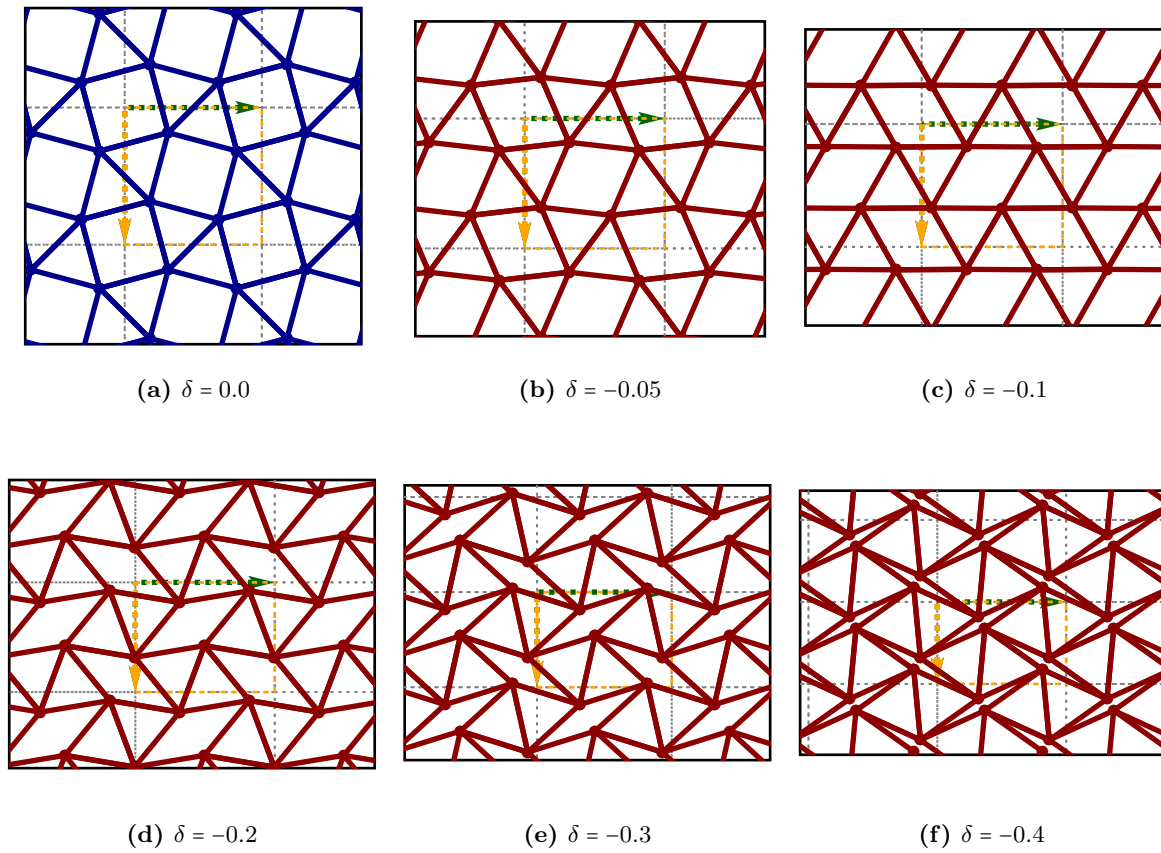 (a) δ = 0.0
(b) δ = −0.05
(c) δ = −0.1
(d) δ = −0.2
(e) δ = −0.3
(f) δ = −0.4